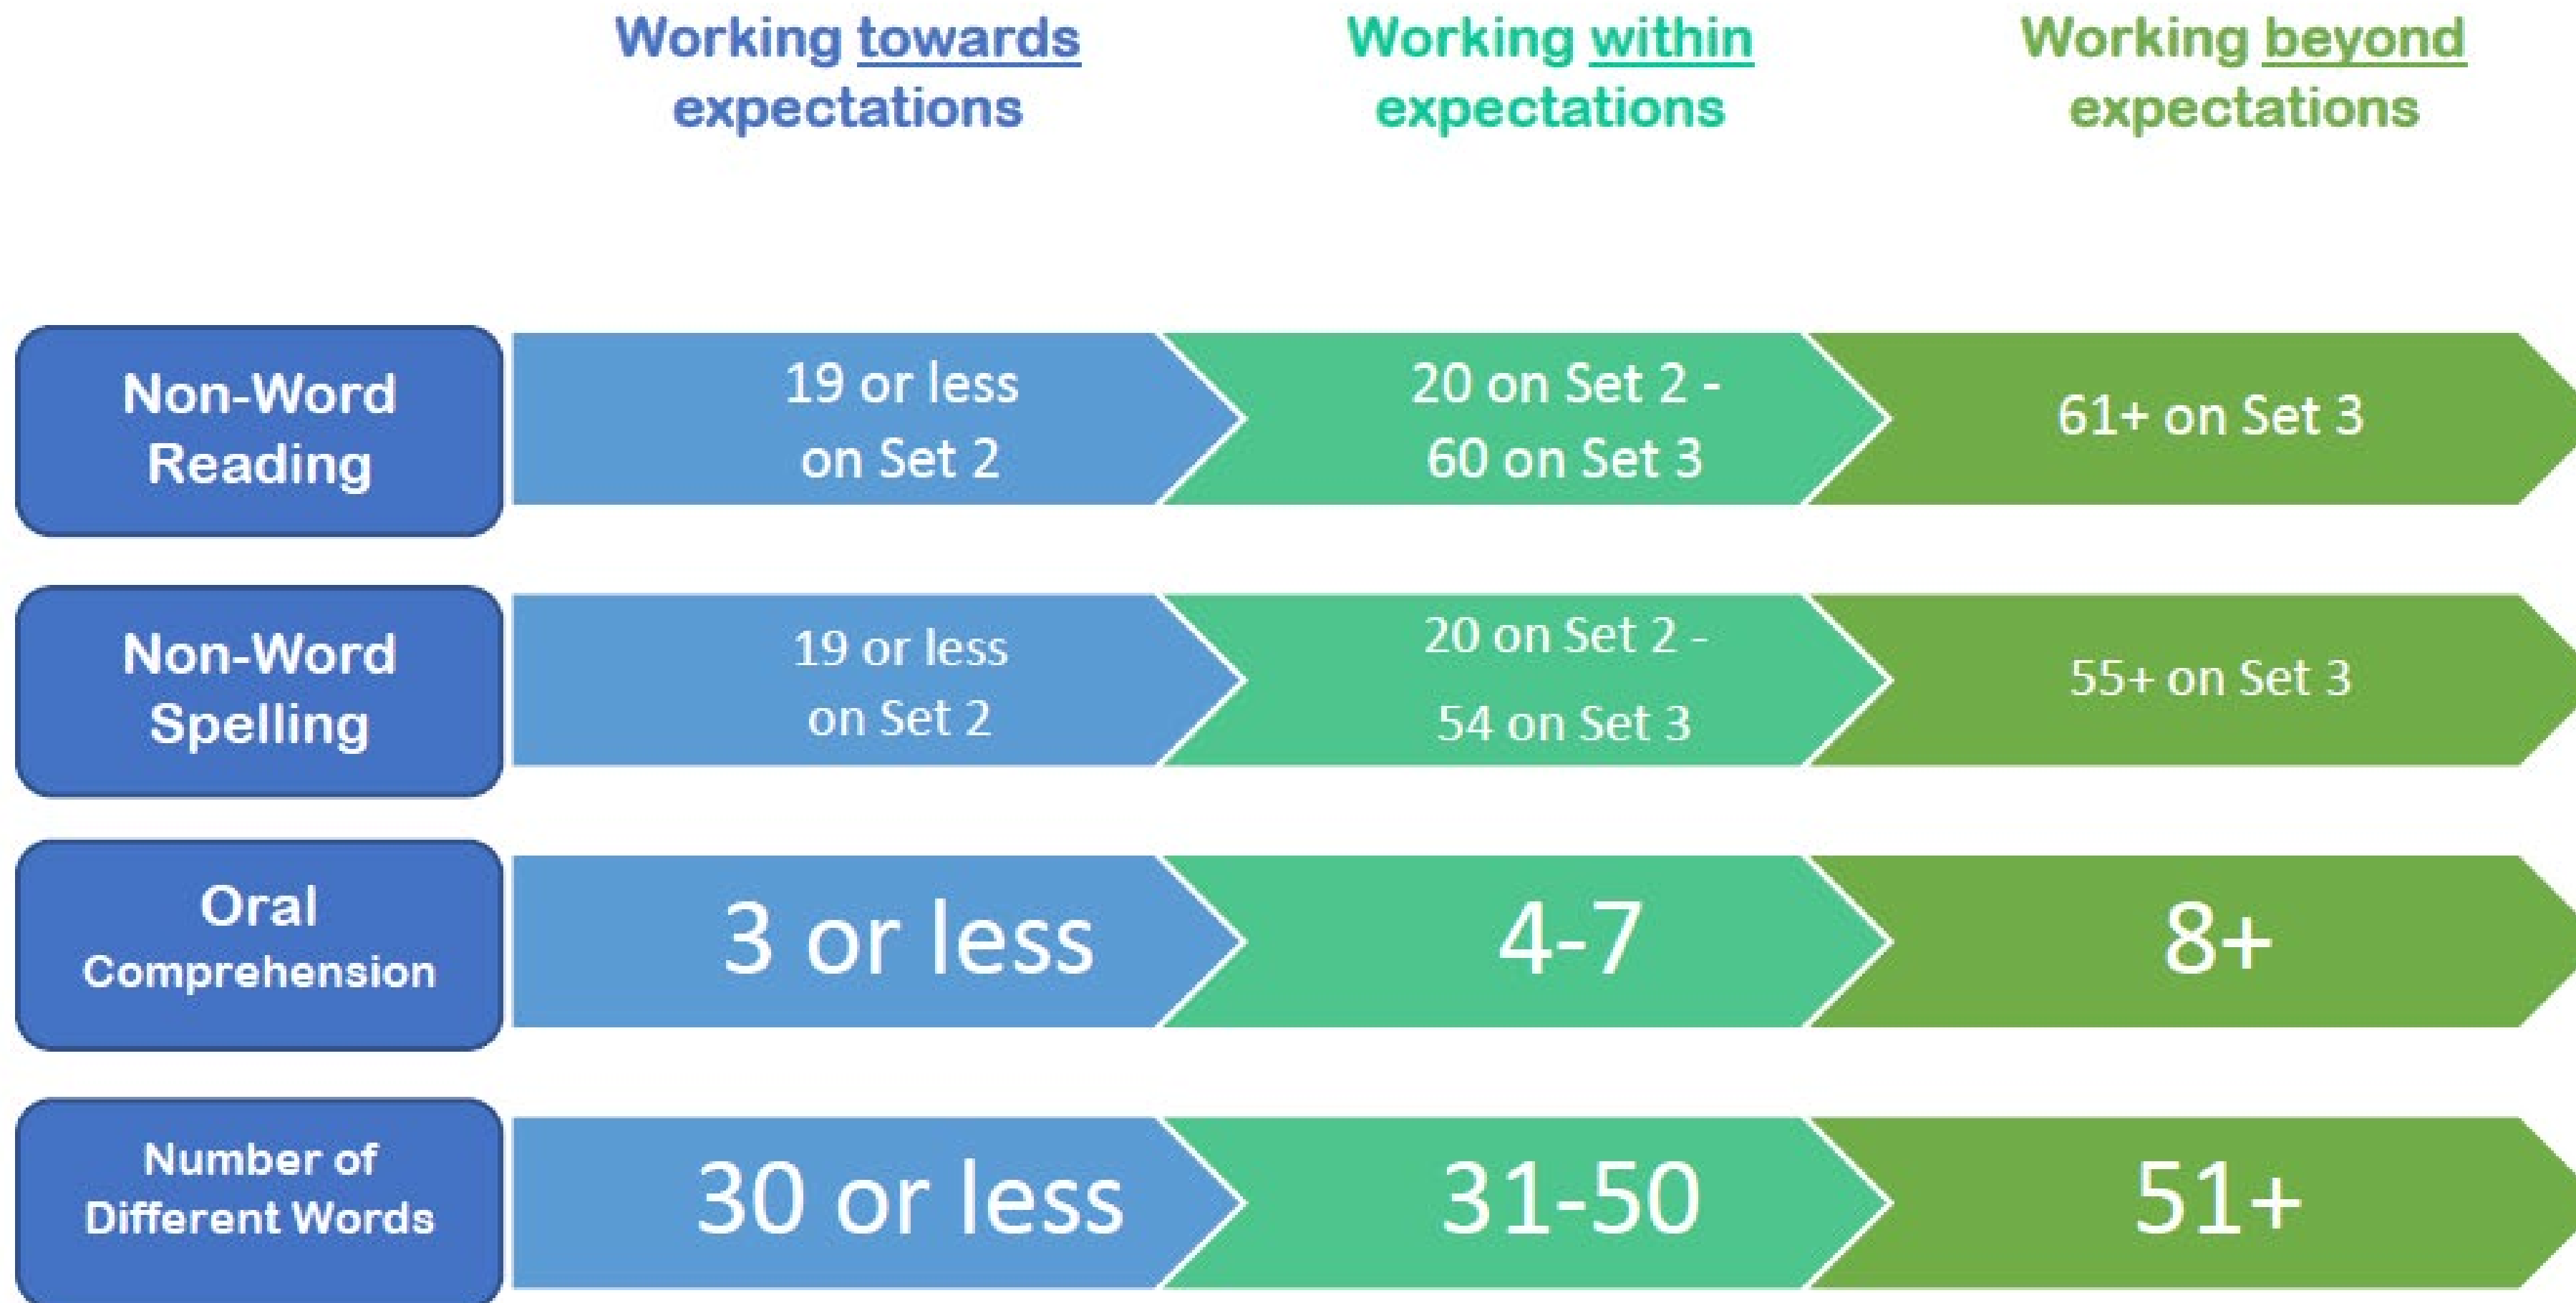 Working towards
expectations
Working within
expectations
Working beyond
expectations
Non-Word
Reading
19 or less
on Set 2
20 on Set 2 -
60 on Set 3
61+ on Set 3
Non-Word
Spelling
19 or less
on Set 2
20 on Set 2 -
54 on Set 3
55+ on Set 3
Oral
Comprehension
3 or less
4-7
8+
Number of
Different Words
30 or less
31-50
51+